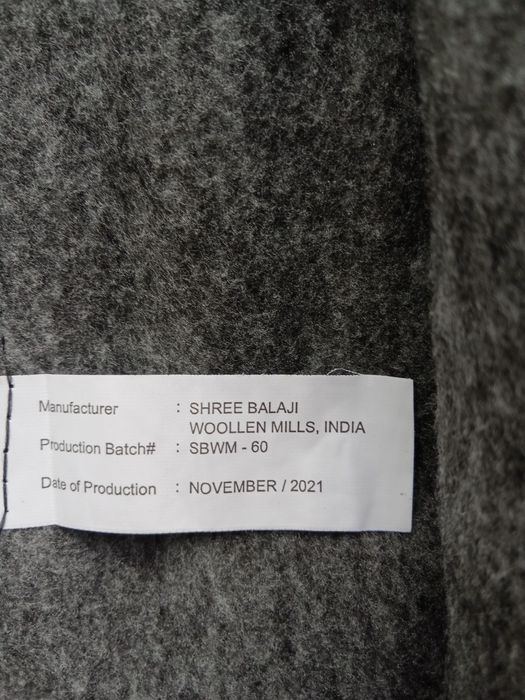 Manufacturer : SHREE BALAJI
WOOLLEN MILLS, INDIA
Production Batch# : SBWM - 60
Date of Production : NOVEMBER / 2021